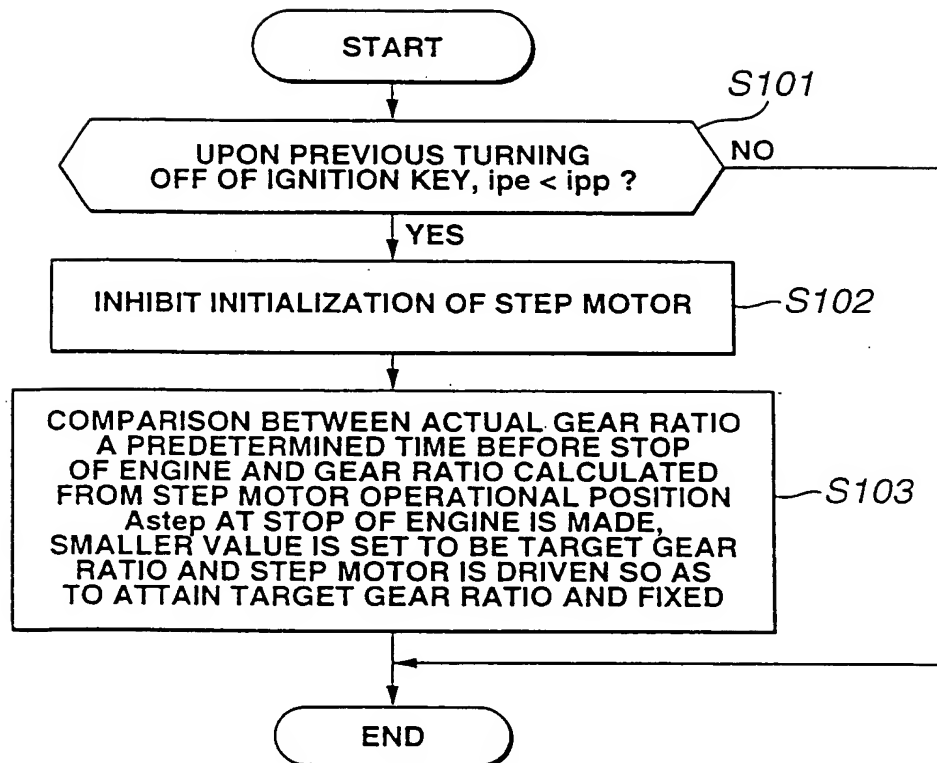 START
S101
UPON PREVIOUS TURNING
OFF OF IGNITION KEY, ipe < ipp ?
NO
YES
INHIBIT INITIALIZATION OF STEP MOTOR
S102
COMPARISON BETWEEN ACTUAL GEAR RATIO
A PREDETERMINED TIME BEFORE STOP
OF ENGINE AND GEAR RATIO CALCULATED
FROM STEP MOTOR OPERATIONAL POSITION
Astep AT STOP OF ENGINE IS MADE,
SMALLER VALUE IS SET TO BE TARGET GEAR
RATIO AND STEP MOTOR IS DRIVEN SO AS
TO ATTAIN TARGET GEAR RATIO AND FIXED
S103
END